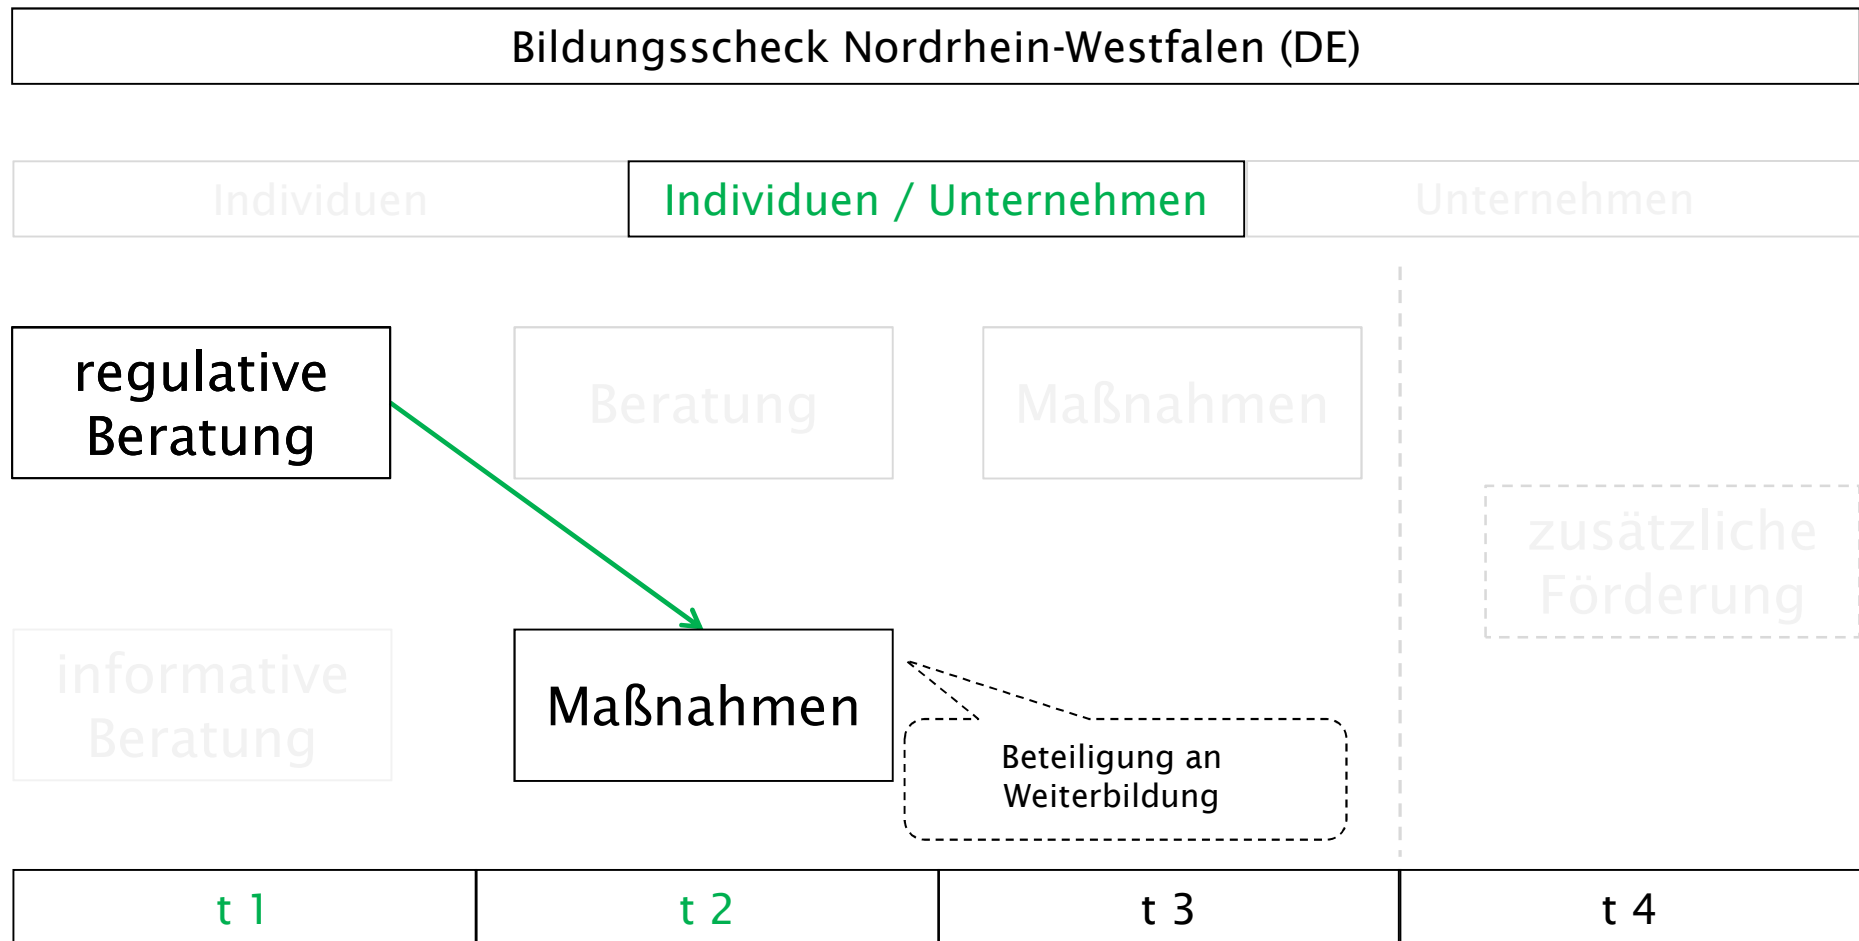 Bildungsscheck Nordrhein-Westfalen (DE)
Individuen
Individuen / Unternehmen
Unternehmen
regulative
Beratung
Beratung
Maßnahmen
zusätzliche
Förderung
informative
Beratung
Maßnahmen
Beteiligung an
Weiterbildung
t 1
t 2
t 3
t 4